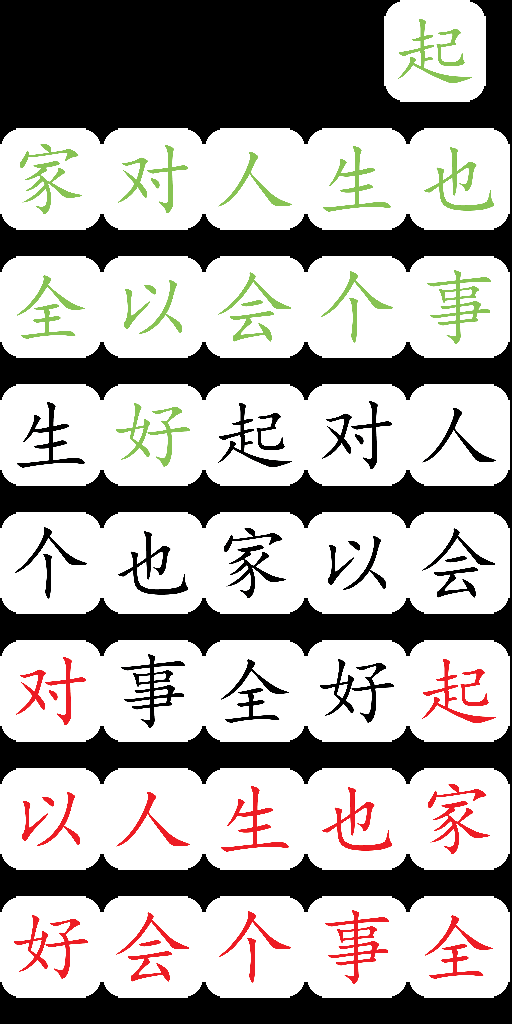 起
家对人生也
全以会个事
生好起对人
个也家以会
对事全好起
以人生也家
好会个事全